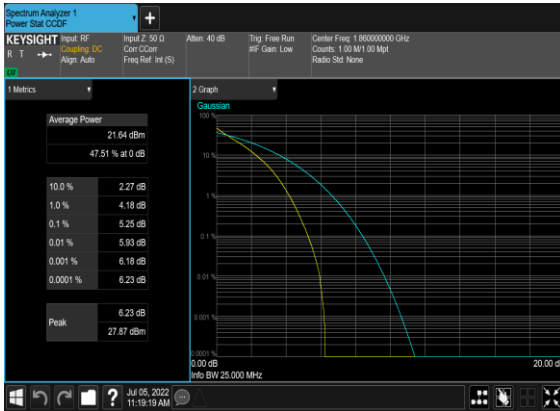 Spectrum Analyzer 1
Power Stat CCDF
KEYSIGHT
R T
LW
Input: RF
Coupling: DC
Align: Auto
Input Z: 50 Ω
Corr CCorr
Freq Ref: Int (S)
Atten: 40 dB
Trig: Free Run
#IF Gain: Low
Center Freq: 1.860000000 GHz
Counts: 1.00 M/1.00 Mpt
Radio Std: None
1 Metrics
Average Power
21.64 dBm
47.51 % at 0 dB
10.0 % 2.27 dB
1.0 % 4.18 dB
0.1 % 5.25 dB
0.01 % 5.93 dB
0.001 % 6.18 dB
0.0001 % 6.23 dB
Peak
6.23 dB
27.87 dBm
2 Graph
Gaussian
100 %
10 %
1 %
0.1 %
0.01 %
0.001 %
0.0001 %
0.00 dB
20.00 d
Info BW 25.000 MHz
?
Jul 05, 2022
11:19:19 AM